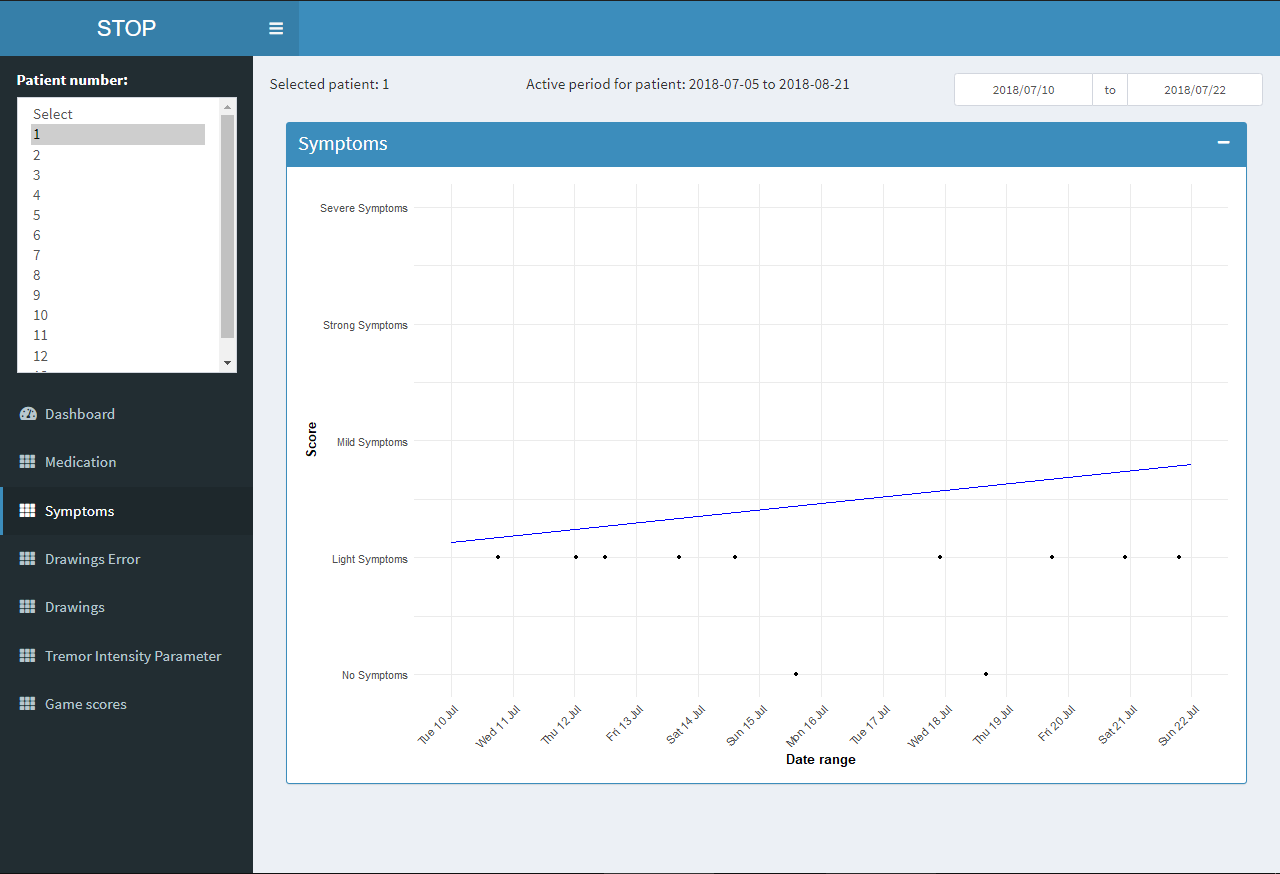 STOP
Patient number:
Select
1
2
3
4
5
6
7
8
9
10
11
12
Dashboard
Medication
Symptoms
Drawings Error
Drawings
Tremor Intensity Parameter
Game scores
Selected patient: 1
Active period for patient: 2018-07-05 to 2018-08-21
2018/07/10 to 2018/07/22
Symptoms
Severe Symptoms
Strong Symptoms
Mild Symptoms
Light Symptoms
No Symptoms
Score
Tue 10 Jul
Wed 11 Jul
Thu 12 Jul
Fri 13 Jul
Sat 14 Jul
Sun 15 Jul
Mon 16 Jul
Tue 17 Jul
Wed 18 Jul
Thu 19 Jul
Fri 20 Jul
Sat 21 Jul
Sun 22 Jul
Date range